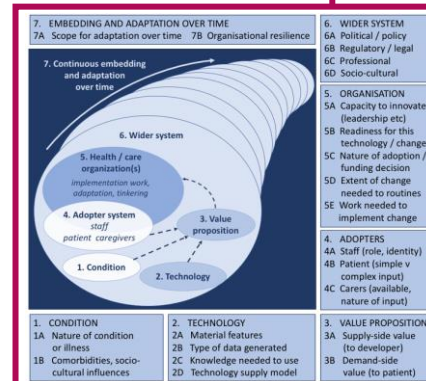 7. EMBEDDING AND ADAPTATION OVER TIME
7A Scope for adaptation over time 7B Organisational resilience
7. Continuous embedding
and adaptation
over time
6. Wider system
5. Health / care
organization(s)
implementation work,
adaptation, tinkering
4. Adopter system
staff
patient caregivers
3. Value
proposition
1. Condition
2. Technology
6. WIDER SYSTEM
6A Political / policy
6B Regulatory / legal
6C Professional
6D Socio-cultural
5. ORGANISATION
5A Capacity to innovate
(leadership etc)
5B Readiness for this
technology / change
5C Nature of adoption /
funding decision
5D Extent of change
needed to routines
5E Work needed to
implement change
4. ADOPTERS
4A Staff (role, identity)
4B Patient (simple v
complex input)
4C Carers (available,
nature of input)
1. CONDITION
1A Nature of condition
or illness
1B Comorbidities, socio-
cultural influences
2. TECHNOLOGY
2A Material features
2B Type of data generated
2C Knowledge needed to use
2D Technology supply model
3. VALUE PROPOSITION
3A Supply-side value
(to developer)
3B Demand-side
value (to patient)